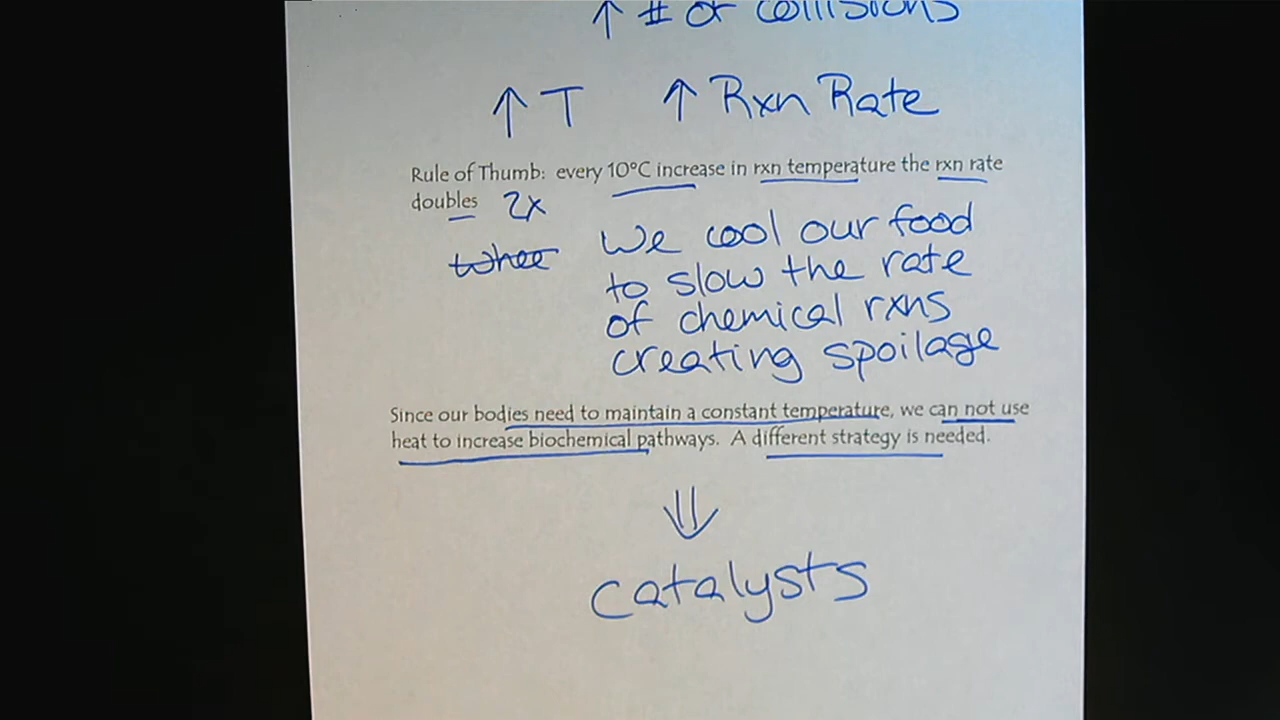 ↑ # of collisions
↑ T ↑ Rxn Rate
Rule of Thumb: every 10°C increase in rxn temperature the rxn rate
doubles 2x
whee
We cool our food
to slow the rate
of chemical rxns
creating spoilage
Since our bodies need to maintain a constant temperature, we can not use
heat to increase biochemical pathways. A different strategy is needed.
⇓
catalysts